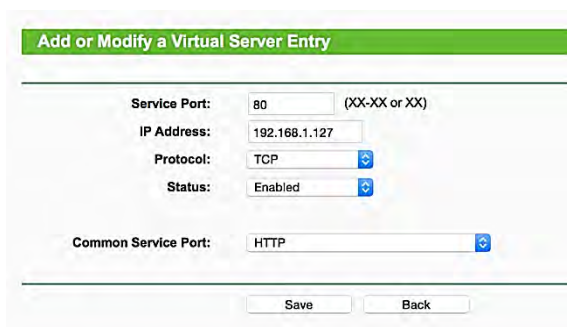 Add or Modify a Virtual Server Entry
Service Port: 80 (XX-XX or XX)
IP Address: 192.168.1.127
Protocol: TCP
Status: Enabled
Common Service Port: HTTP
Save Back